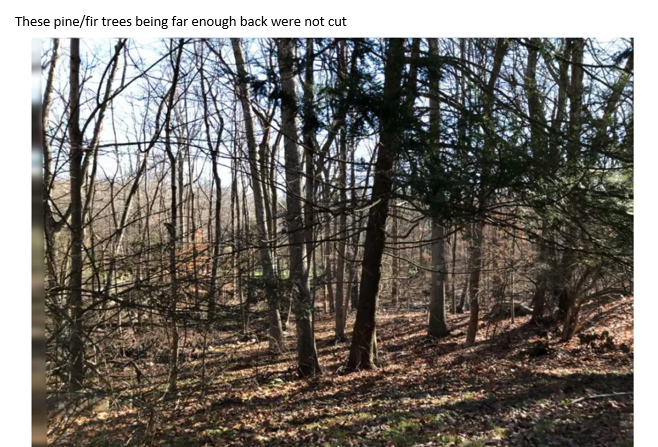 These pine/fir trees being far enough back were not cut